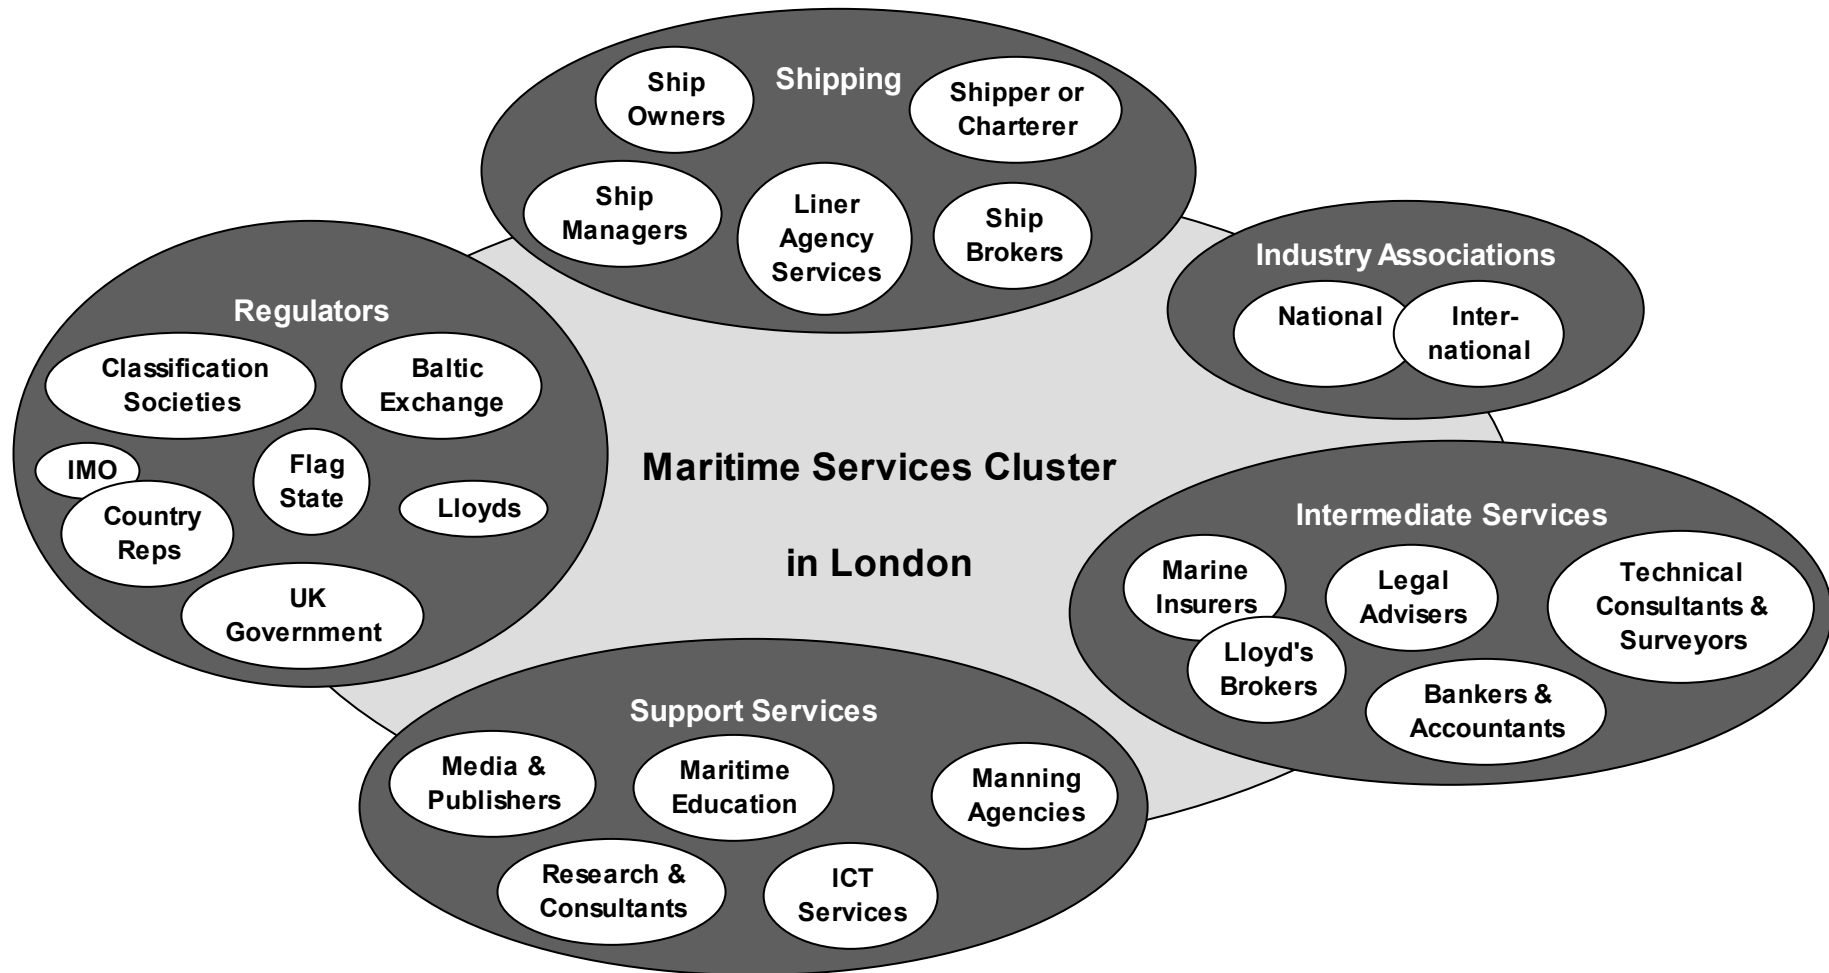 Shipping
Ship
Owners
Shipper or
Charterer
Ship
Managers
Liner
Agency
Services
Ship
Brokers
Industry Associations
National
Inter-
national
Regulators
Classification
Societies
Baltic
Exchange
IMO
Country
Reps
Flag
State
Lloyds
UK
Government
Maritime Services Cluster
in London
Intermediate Services
Marine
Insurers
Lloyd's
Brokers
Legal
Advisers
Technical
Consultants &
Surveyors
Bankers &
Accountants
Support Services
Media &
Publishers
Maritime
Education
Manning
Agencies
Research &
Consultants
ICT
Services